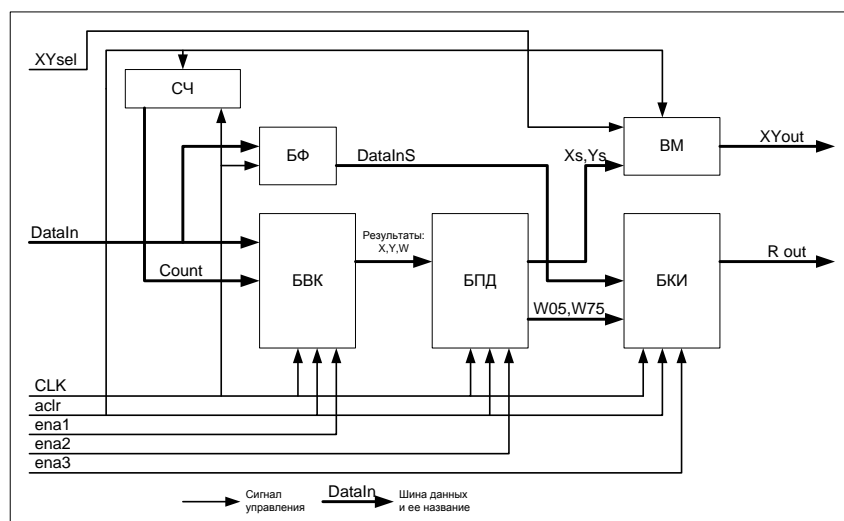 XYsel
СЧ
БФ
DataInS
Xs,Ys
ВМ
XYout
DataIn
Count
БВК
Результаты:
X,Y,W
БПД
W05,W75
БКИ
R out
CLK
aclr
ena1
ena2
ena3
Сигнал
управления
DataIn
Шина данных
и ее название